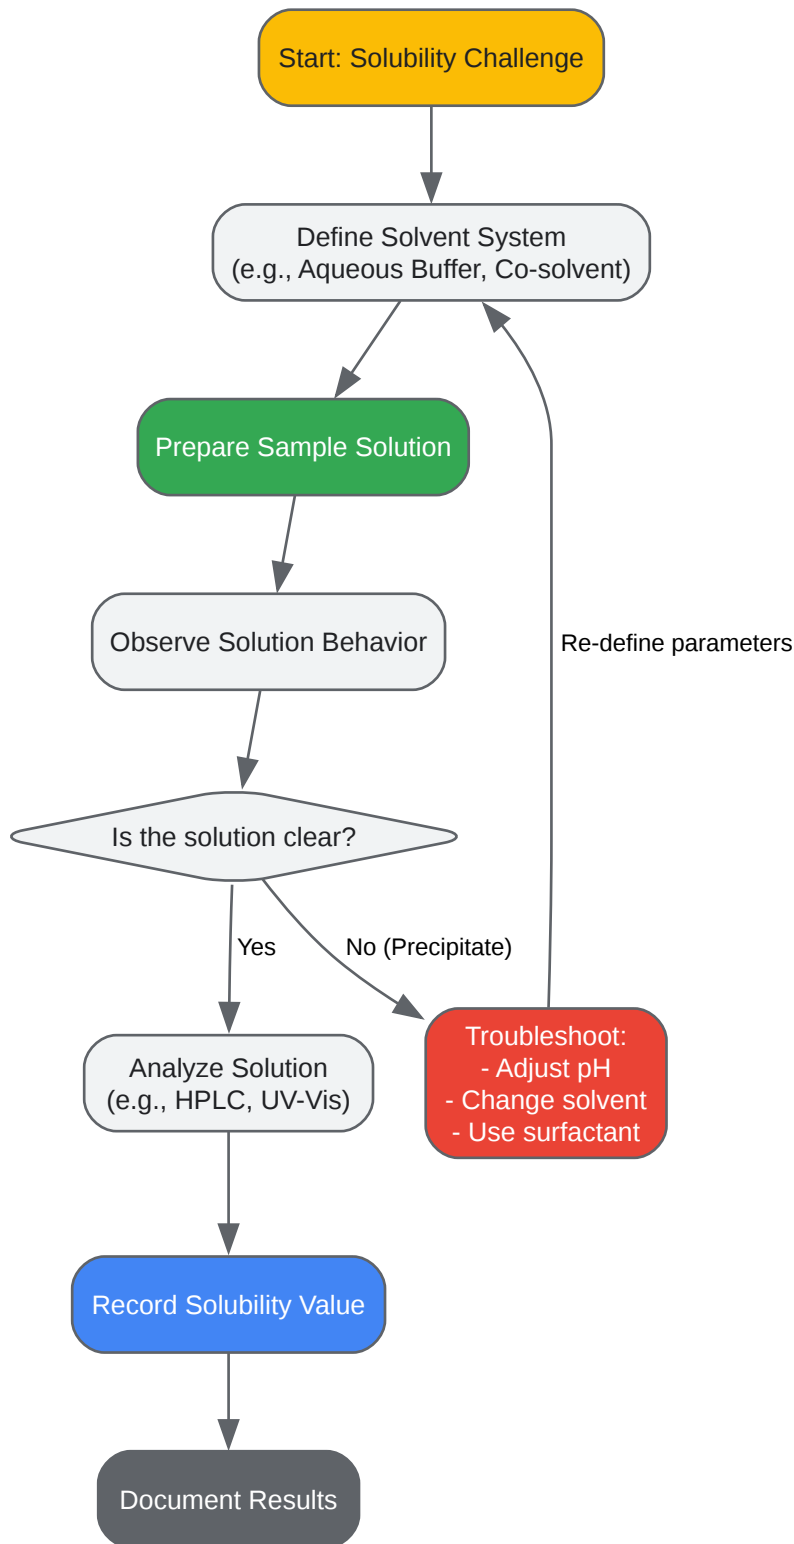 Start: Solubility Challenge
Define Solvent System
(e.g., Aqueous Buffer, Co-solvent)
Prepare Sample Solution
Observe Solution Behavior
Re-define parameters
Is the solution clear?
Yes
No (Precipitate)
Analyze Solution
(e.g., HPLC, UV-Vis)
Troubleshoot:
- Adjust pH
- Change solvent
- Use surfactant
Record Solubility Value
Document Results